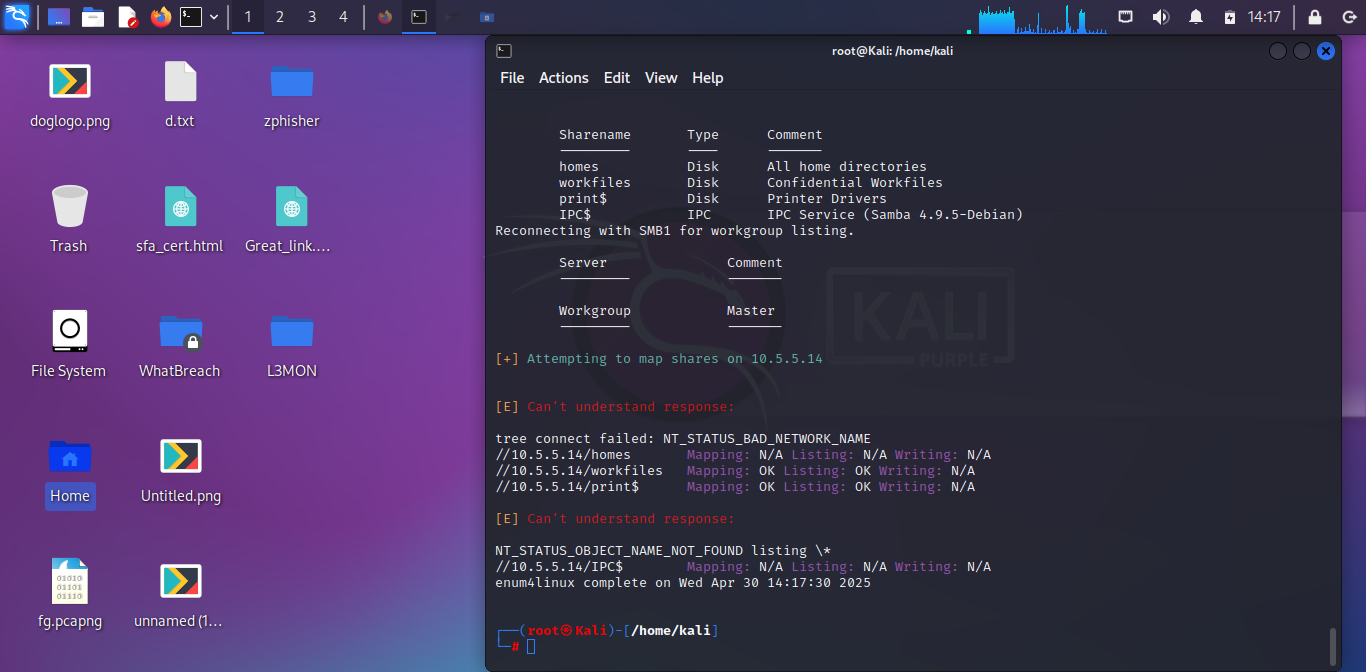 1 2 3 4 14:17
doglogo.png
d.txt
zphisher
Trash
sfa_cert.html
Great_link....
File System
WhatBreach
L3MON
Home
Untitled.png
01010
01101
01110
fg.pcapng
unnamed (1...
root@Kali: /home/kali
File Actions Edit View Help
Sharename Type Comment
homes Disk All home directories
workfiles Disk Confidential Workfiles
print$ Disk Printer Drivers
IPC$ IPC IPC Service (Samba 4.9.5-Debian)
Reconnecting with SMB1 for workgroup listing.
Server Comment
Workgroup Master
[+] Attempting to map shares on 10.5.5.14
[E] Can't understand response:
tree connect failed: NT_STATUS_BAD_NETWORK_NAME
//10.5.5.14/homes Mapping: N/A Listing: N/A Writing: N/A
//10.5.5.14/workfiles Mapping: OK Listing: OK Writing: N/A
//10.5.5.14/print$ Mapping: OK Listing: OK Writing: N/A
[E] Can't understand response:
NT_STATUS_OBJECT_NAME_NOT_FOUND listing \*
//10.5.5.14/IPC$ Mapping: N/A Listing: N/A Writing: N/A
enum4linux complete on Wed Apr 30 14:17:30 2025
┌──(root㉿Kali)-[/home/kali]
└─#
KALI
PURPLE